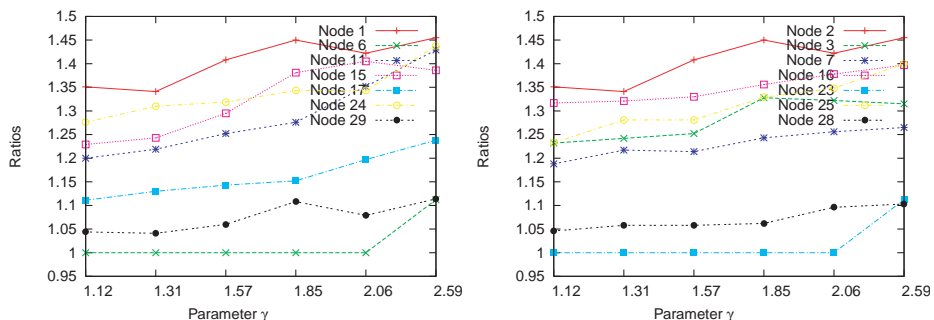 1.5
1.45
1.4
1.35
1.3
1.25
1.2
1.15
1.1
1.05
1
0.95
Ratios
Node 1
Node 6
Node 11
Node 15
Node 17
Node 24
Node 29
1.12 1.31 1.57 1.85 2.06 2.59
Parameter γ
1.5
1.45
1.4
1.35
1.3
1.25
1.2
1.15
1.1
1.05
1
0.95
Ratios
Node 2
Node 3
Node 7
Node 16
Node 23
Node 25
Node 28
1.12 1.31 1.57 1.85 2.06 2.59
Parameter γ